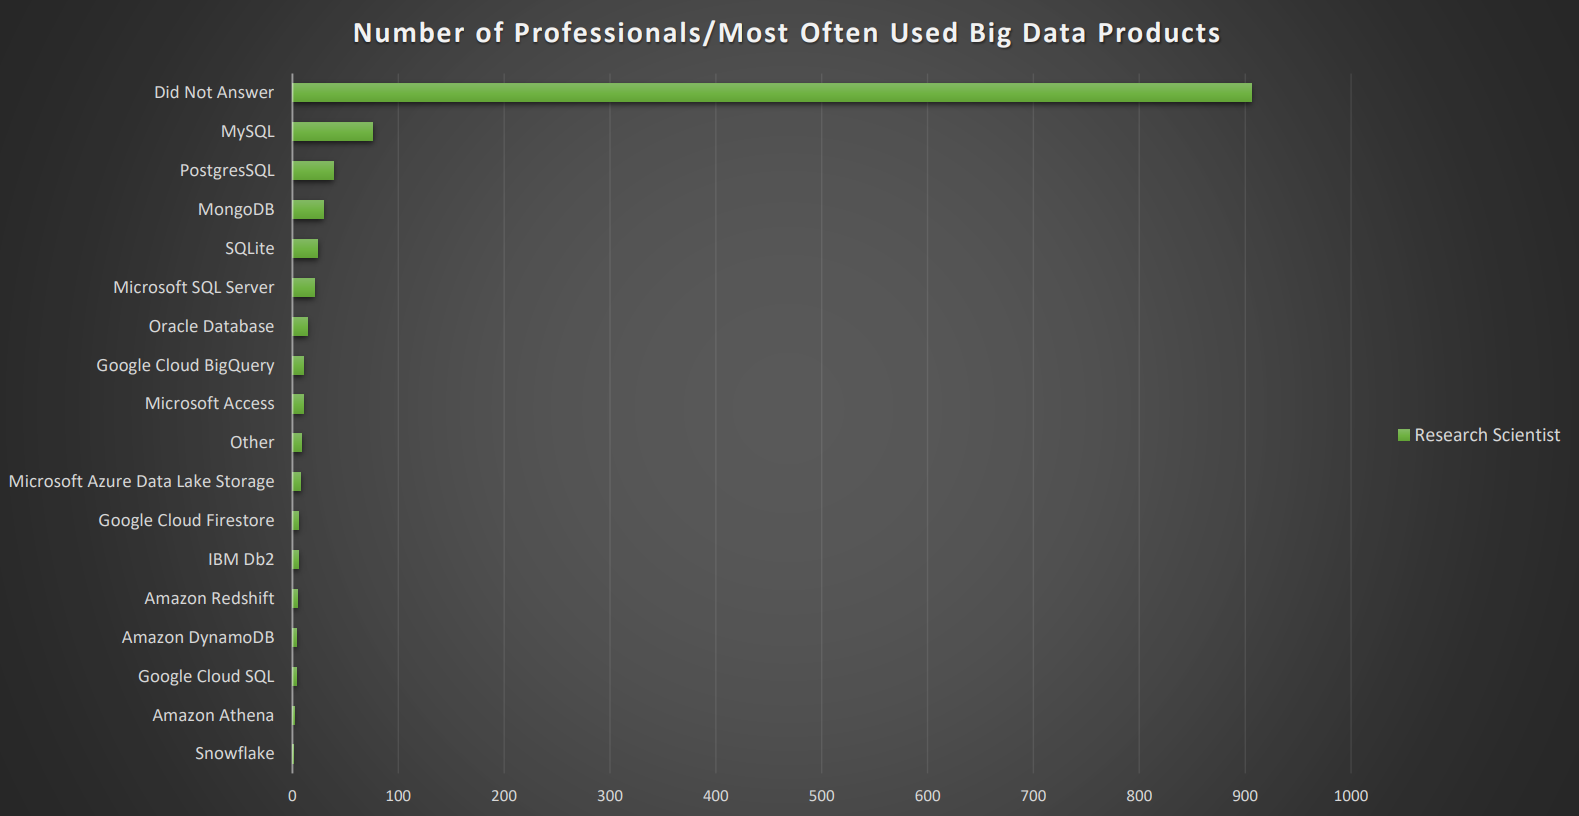 Number of Professionals/Most Often Used Big Data Products
Did Not Answer
MySQL
PostgresSQL
MongoDB
SQLite
Microsoft SQL Server
Oracle Database
Google Cloud BigQuery
Microsoft Access
Other
Microsoft Azure Data Lake Storage
Google Cloud Firestore
IBM Db2
Amazon Redshift
Amazon DynamoDB
Google Cloud SQL
Amazon Athena
Snowflake
0 100 200 300 400 500 600 700 800 900 1000
Research Scientist